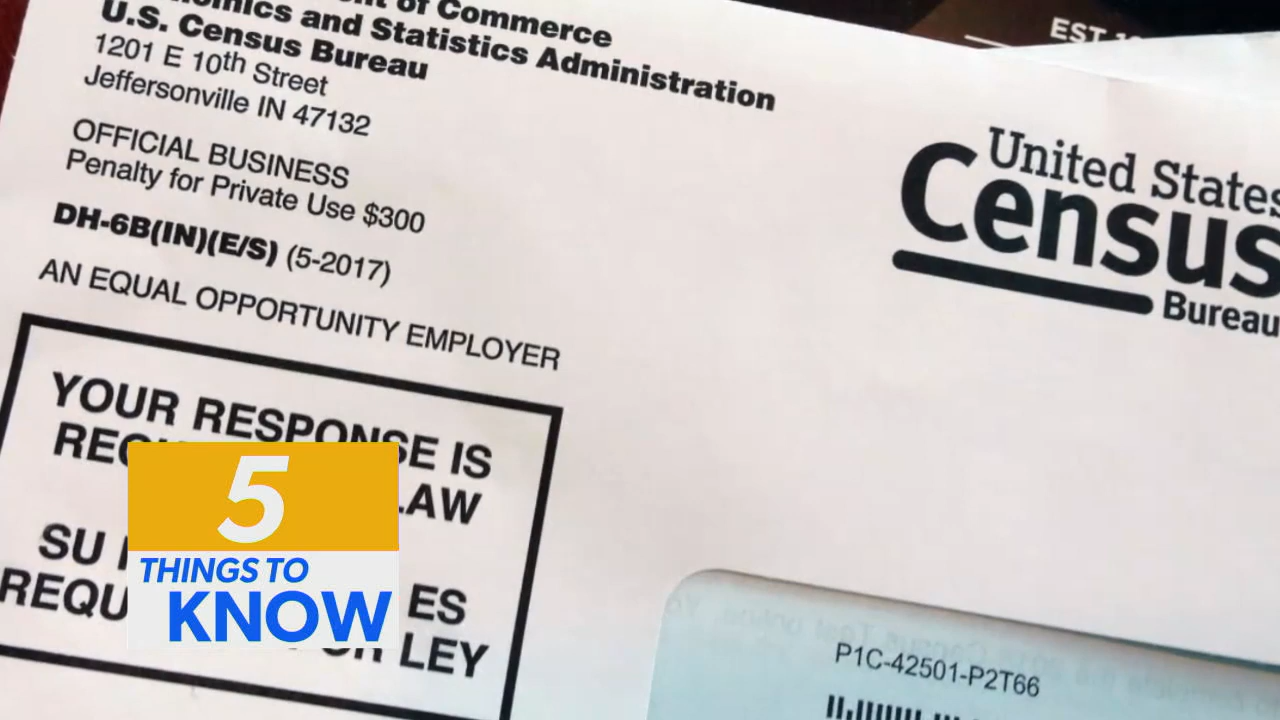 of Commerce
and Statistics Administration
U.S. Census Bureau
1201 E 10th Street
Jeffersonville IN 47132
OFFICIAL BUSINESS
Penalty for Private Use $300
DH-6B(IN)(E/S) (5-2017)
AN EQUAL OPPORTUNITY EMPLOYER
YOUR RESPONSE IS
LAW
SU
ES
LEY
EST
United States
Census
Bureau
P1C-42501-P2T66
5
THINGS TO
KNOW